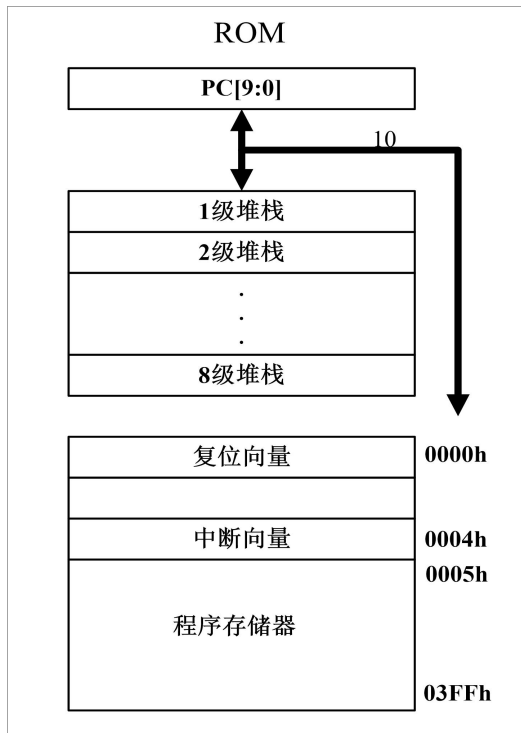 ROM
PC[9:0]
10
1级堆栈
2级堆栈
.
.
.
8级堆栈
复位向量 0000h
中断向量 0004h
0005h
程序存储器
03FFh